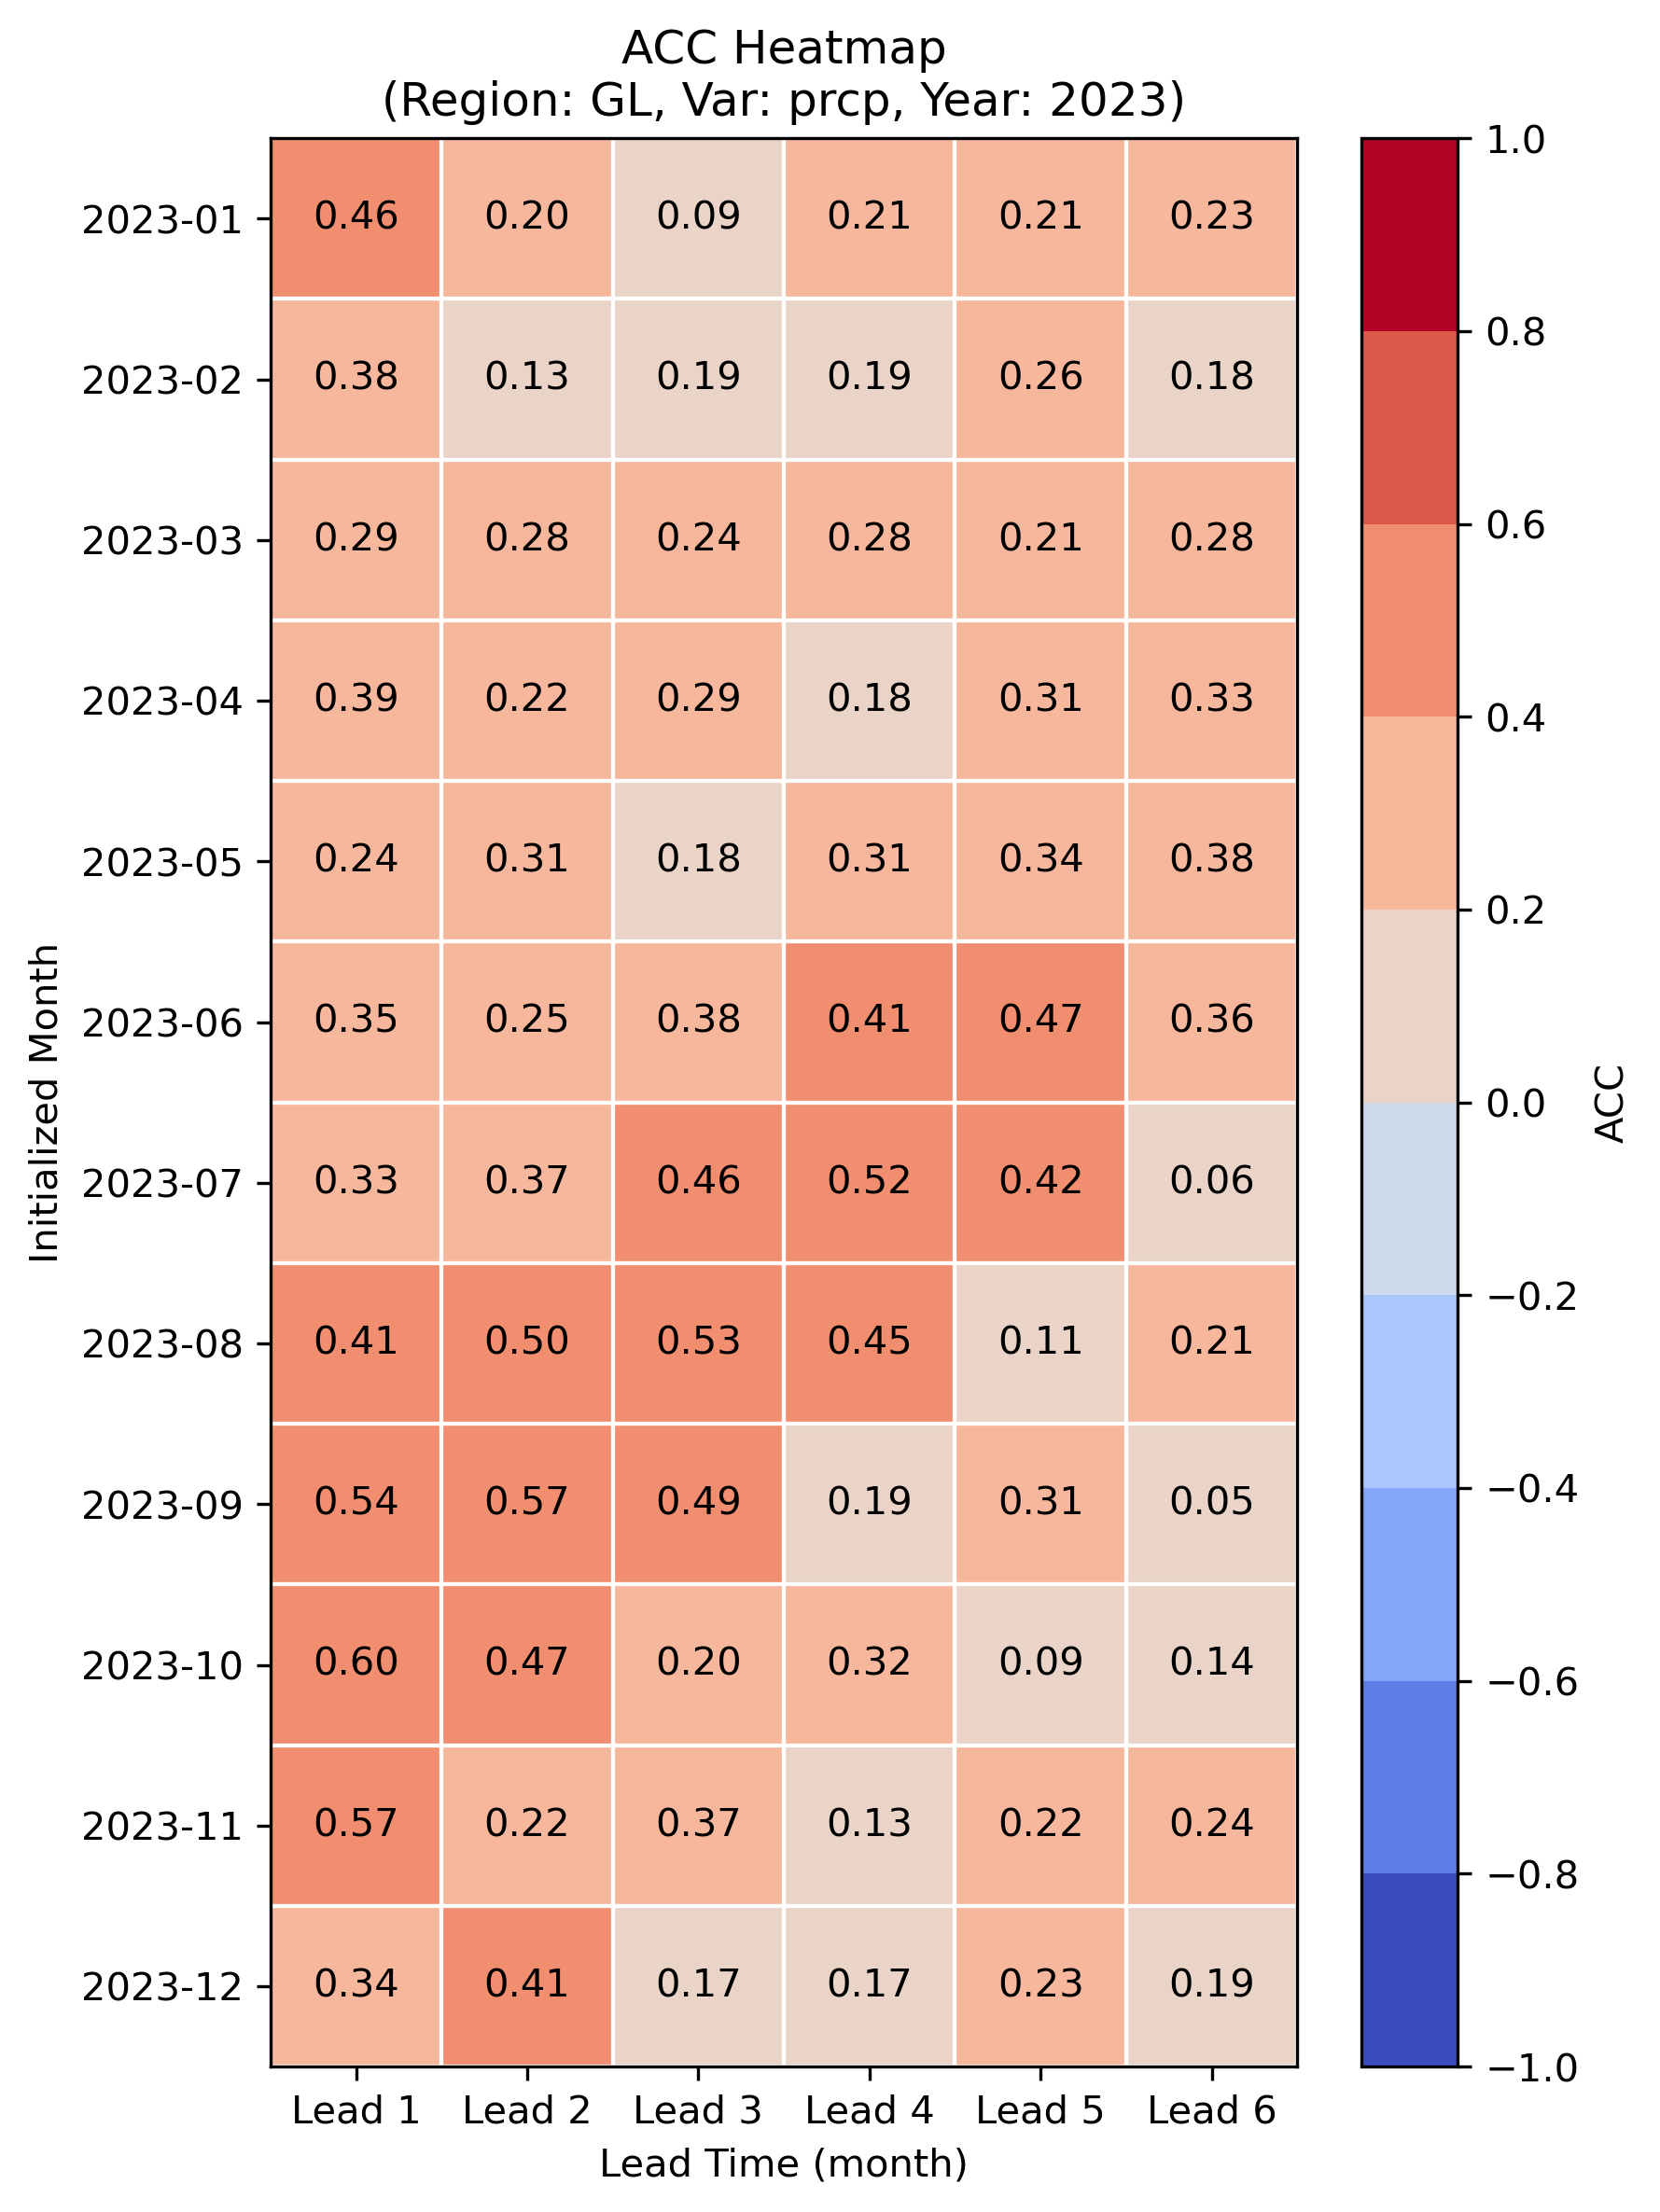 ACC Heatmap
(Region: GL, Var: prcp, Year: 2023)
Initialized Month
2023-01 0.46 0.20 0.09 0.21 0.21 0.23
2023-02 0.38 0.13 0.19 0.19 0.26 0.18
2023-03 0.29 0.28 0.24 0.28 0.21 0.28
2023-04 0.39 0.22 0.29 0.18 0.31 0.33
2023-05 0.24 0.31 0.18 0.31 0.34 0.38
2023-06 0.35 0.25 0.38 0.41 0.47 0.36
2023-07 0.33 0.37 0.46 0.52 0.42 0.06
2023-08 0.41 0.50 0.53 0.45 0.11 0.21
2023-09 0.54 0.57 0.49 0.19 0.31 0.05
2023-10 0.60 0.47 0.20 0.32 0.09 0.14
2023-11 0.57 0.22 0.37 0.13 0.22 0.24
2023-12 0.34 0.41 0.17 0.17 0.23 0.19
Lead 1 Lead 2 Lead 3 Lead 4 Lead 5 Lead 6
Lead Time (month)
1.0
0.8
0.6
0.4
0.2
0.0
−0.2
−0.4
−0.6
−0.8
−1.0
ACC